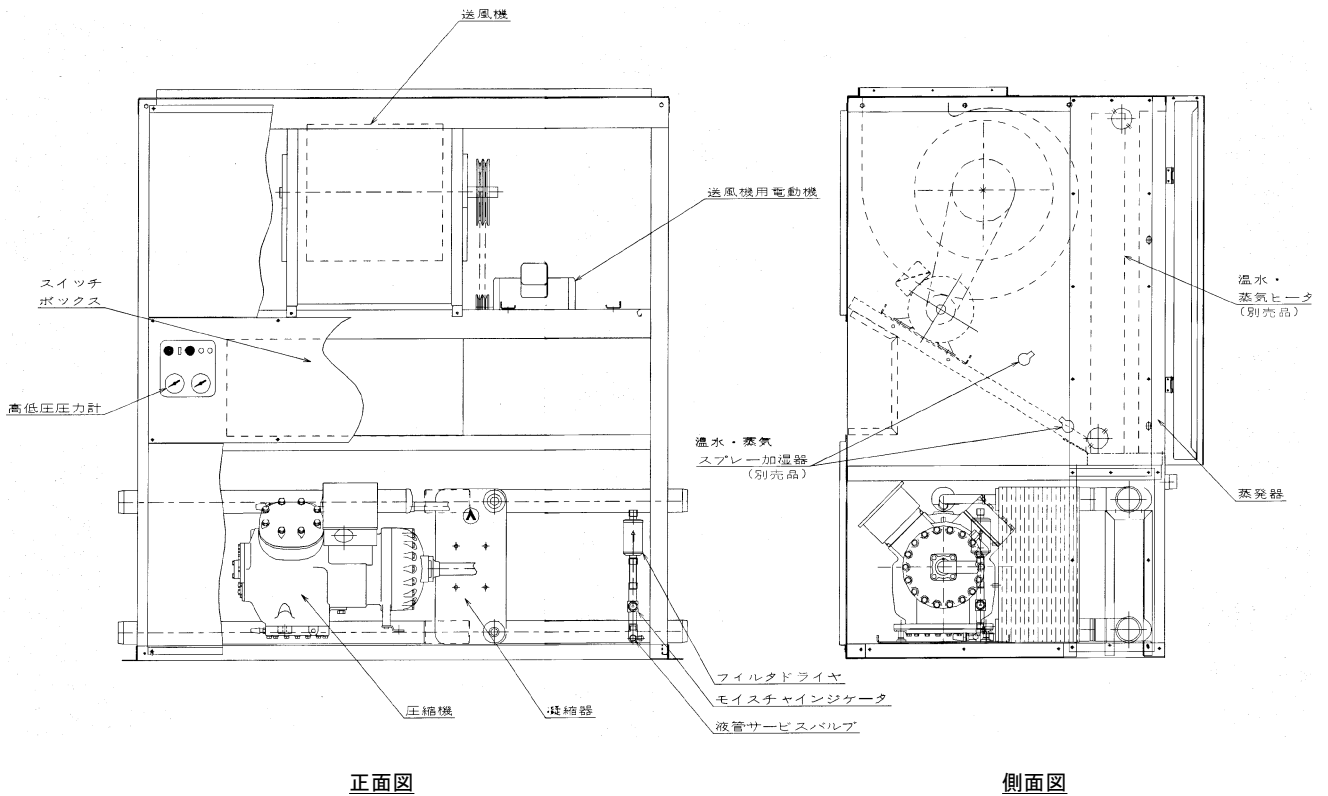 送風機
送風機用電動機
スイッチ
ボックス
高低圧圧力計
温水・
蒸気ヒータ
(別売品)
温水・蒸気
スプレー加湿器
(別売品)
蒸発器
フィルタドライヤ
モイスチャインジケータ
液管サービスバルブ
圧縮機
凝縮器
正面図
側面図